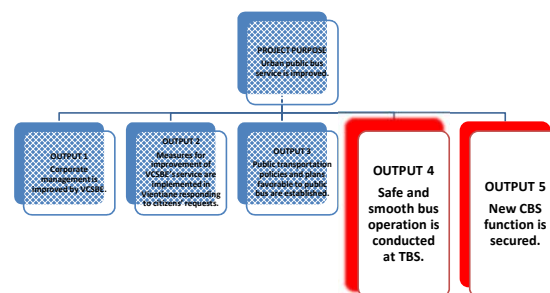 PROJECT PURPOSE
Urban public bus
service is improved.
OUTPUT 1
Corporate
management is
improved by VCSBE.
OUTPUT 2
Measures for
improvement of
VCSBE's service are
implemented in
Vientiane responding
to citizens' requests.
OUTPUT 3
Public transportation
policies and plans
favorable to public
bus are established.
OUTPUT 4
Safe and
smooth bus
operation is
conducted
at TBS.
OUTPUT 5
New CBS
function is
secured.